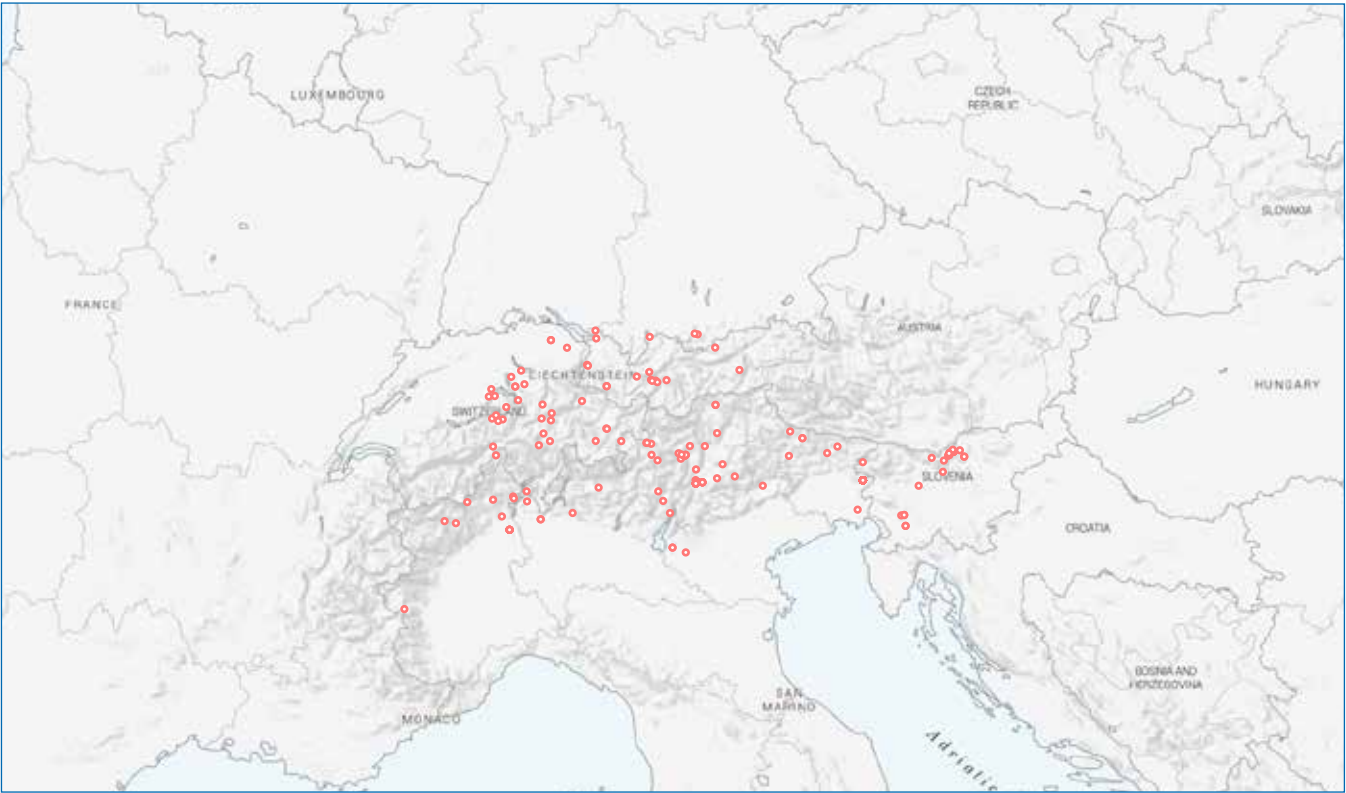 LUXEMBOURG
CZECH
REPUBLIC
SLOVAKIA
FRANCE
AUSTRIA
LIECHTENSTEIN
HUNGARY
SWITZERLAND
SLOVENIA
CROATIA
BOSNIA AND
HERZEGOVINA
SAN
MARINO
MONACO
Adriatic